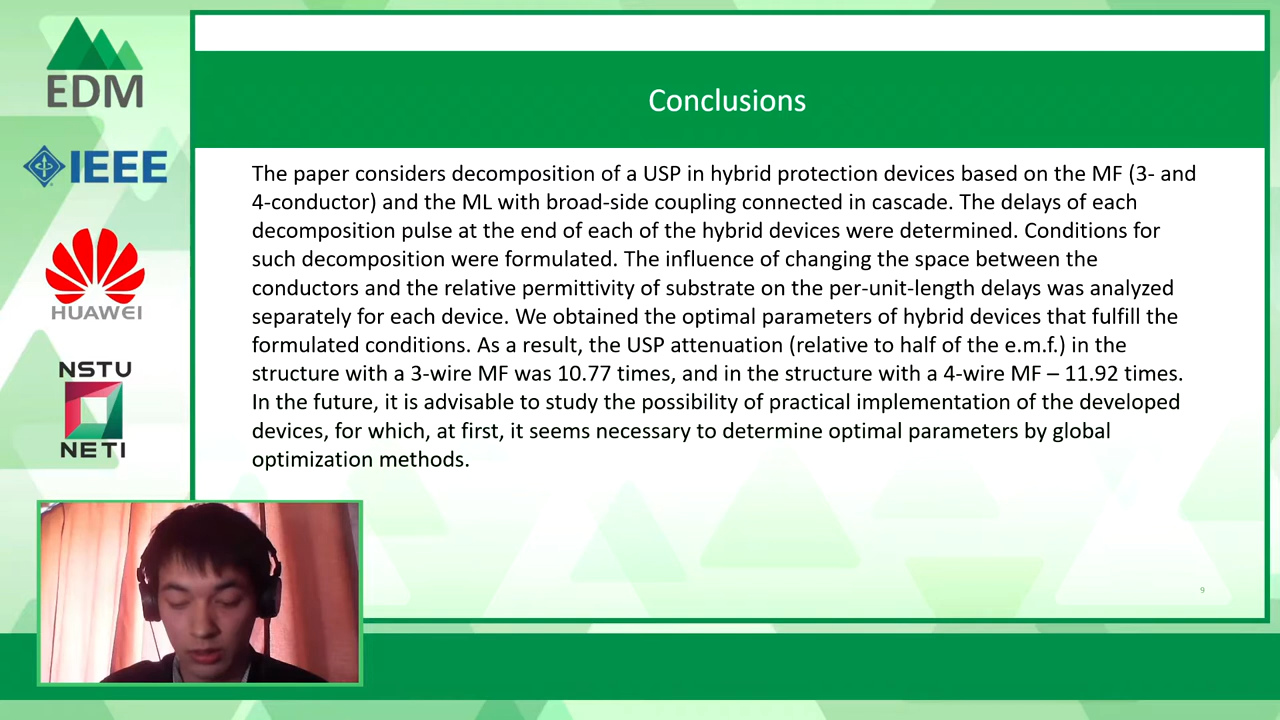 EDM
IEEE
HUAWEI
NSTU
NETI
Conclusions
The paper considers decomposition of a USP in hybrid protection devices based on the MF (3- and
4-conductor) and the ML with broad-side coupling connected in cascade. The delays of each
decomposition pulse at the end of each of the hybrid devices were determined. Conditions for
such decomposition were formulated. The influence of changing the space between the
conductors and the relative permittivity of substrate on the per-unit-length delays was analyzed
separately for each device. We obtained the optimal parameters of hybrid devices that fulfill the
formulated conditions. As a result, the USP attenuation (relative to half of the e.m.f.) in the
structure with a 3-wire MF was 10.77 times, and in the structure with a 4-wire MF – 11.92 times.
In the future, it is advisable to study the possibility of practical implementation of the developed
devices, for which, at first, it seems necessary to determine optimal parameters by global
optimization methods.
9